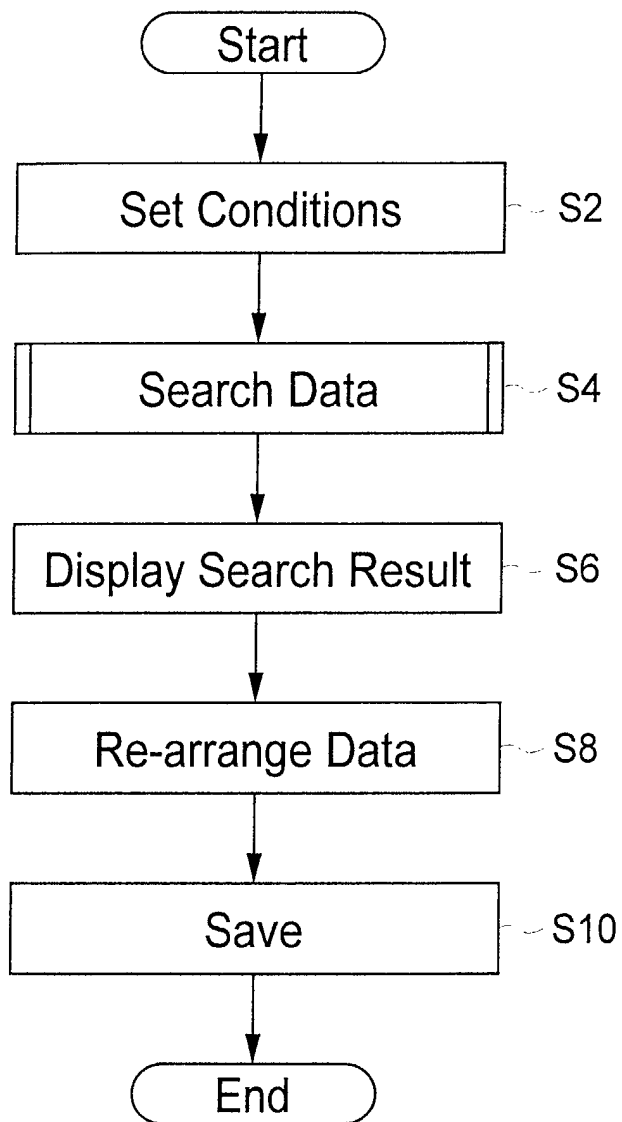 Start
Set Conditions S2
Search Data S4
Display Search Result S6
Re-arrange Data S8
Save S10
End